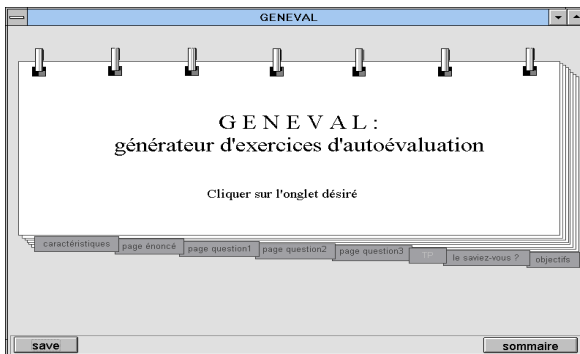 GENEVAL
G E N E V A L :
générateur d'exercices d'autoévaluation
Cliquer sur l'onglet désiré
caractéristiques
page énoncé
page question1
page question2
page question3
TP
le saviez-vous ?
objectifs
save
sommaire